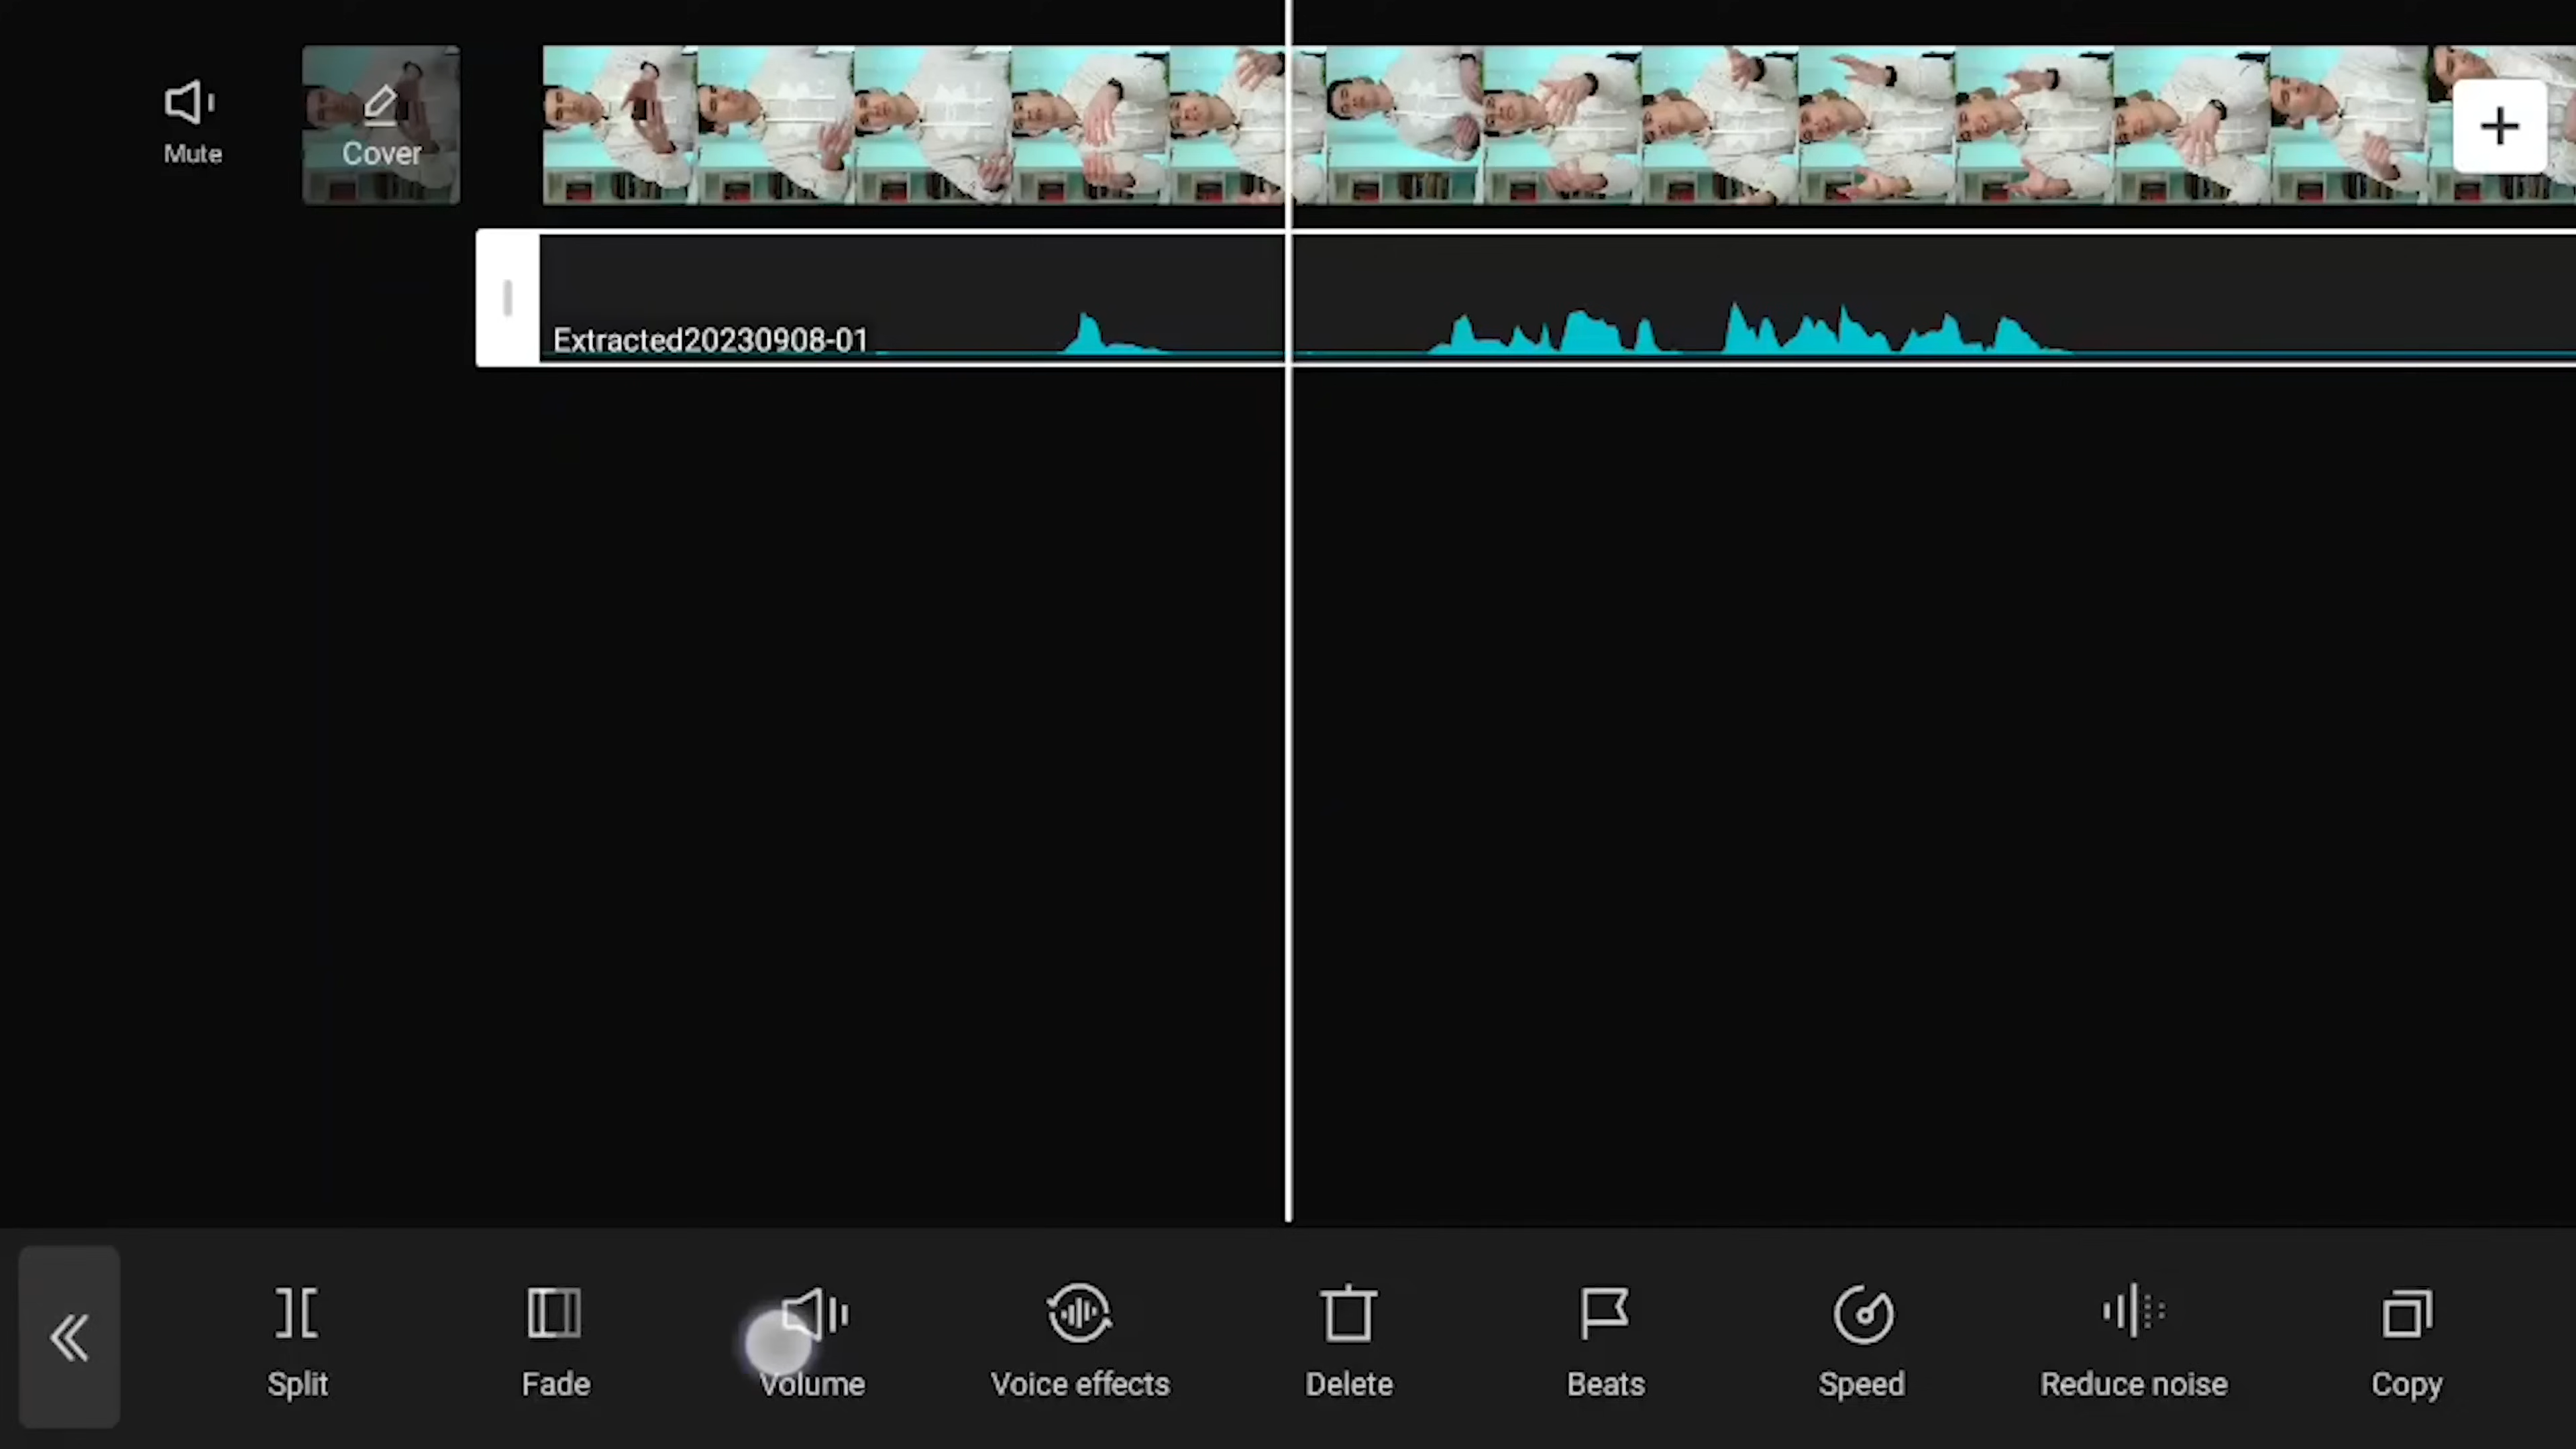 Mute
Cover
Extracted20230908-01
Split
Fade
Volume
Voice effects
Delete
Beats
Speed
Reduce noise
Copy